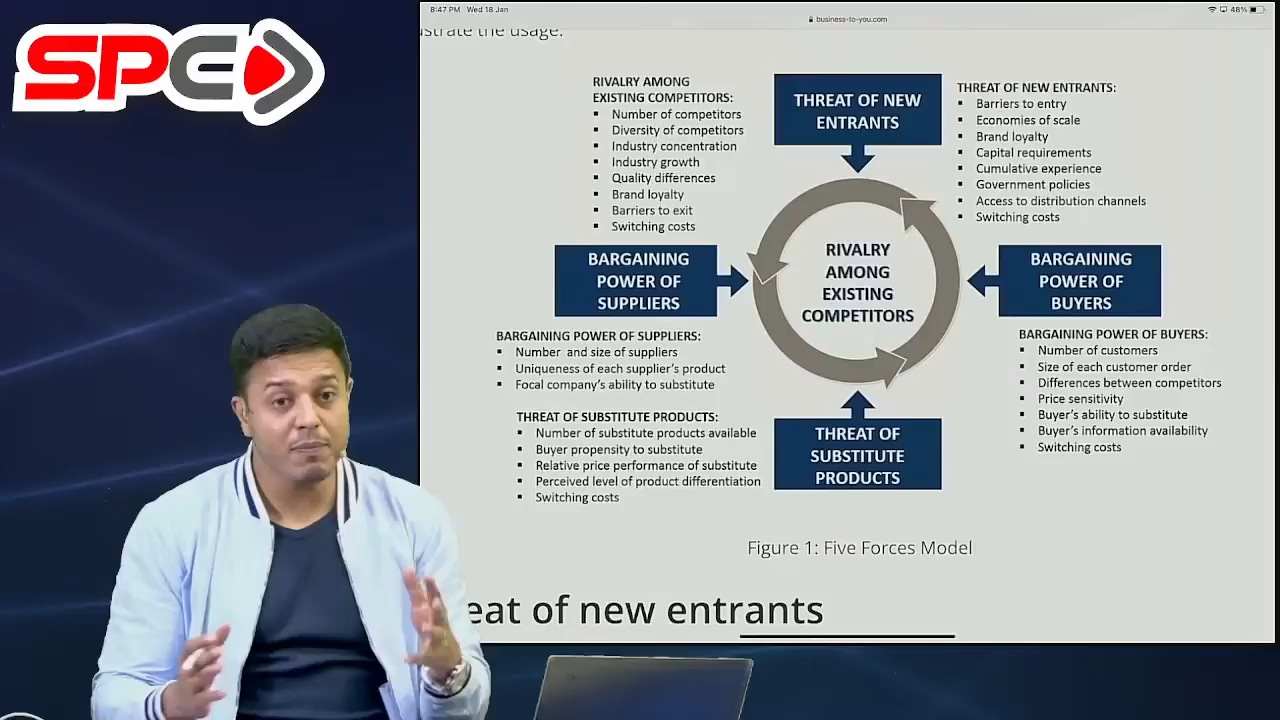 SPE
8:47 PM Wed 18 Jan
business-to-you.com
48%
ustrate the usage.
RIVALRY AMONG
EXISTING COMPETITORS:
▪ Number of competitors
▪ Diversity of competitors
▪ Industry concentration
▪ Industry growth
▪ Quality differences
▪ Brand loyalty
▪ Barriers to exit
▪ Switching costs
THREAT OF NEW
ENTRANTS
THREAT OF NEW ENTRANTS:
▪ Barriers to entry
▪ Economies of scale
▪ Brand loyalty
▪ Capital requirements
▪ Cumulative experience
▪ Government policies
▪ Access to distribution channels
▪ Switching costs
BARGAINING
POWER OF
SUPPLIERS
RIVALRY
AMONG
EXISTING
COMPETITORS
BARGAINING
POWER OF
BUYERS
BARGAINING POWER OF SUPPLIERS:
▪ Number and size of suppliers
▪ Uniqueness of each supplier's product
▪ Focal company's ability to substitute
BARGAINING POWER OF BUYERS:
▪ Number of customers
▪ Size of each customer order
▪ Differences between competitors
▪ Price sensitivity
▪ Buyer's ability to substitute
▪ Buyer's information availability
▪ Switching costs
THREAT OF SUBSTITUTE PRODUCTS:
▪ Number of substitute products available
▪ Buyer propensity to substitute
▪ Relative price performance of substitute
▪ Perceived level of product differentiation
▪ Switching costs
THREAT OF
SUBSTITUTE
PRODUCTS
Figure 1: Five Forces Model
eat of new entrants